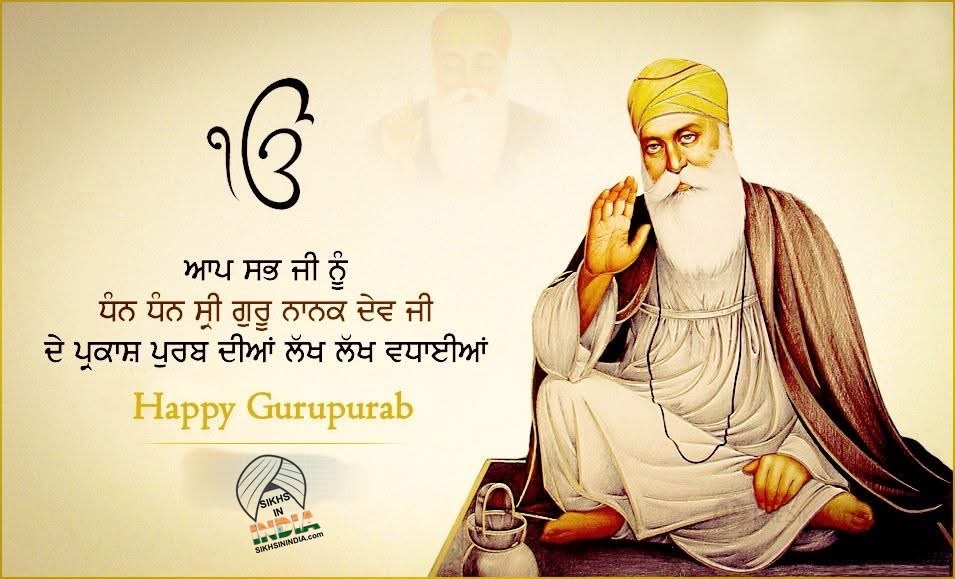 ੴ
ਆਪ ਸਭ ਜੀ ਨੂੰ
ਧੰਨ ਧੰਨ ਸ੍ਰੀ ਗੁਰੂ ਨਾਨਕ ਦੇਵ ਜੀ
ਦੇ ਪ੍ਰਕਾਸ਼ ਪੁਰਬ ਦੀਆਂ ਲੱਖ ਲੱਖ ਵਧਾਈਆਂ
Happy Gurupurab
SIKHS
IN
INDIA
SIKHSININDIA.com